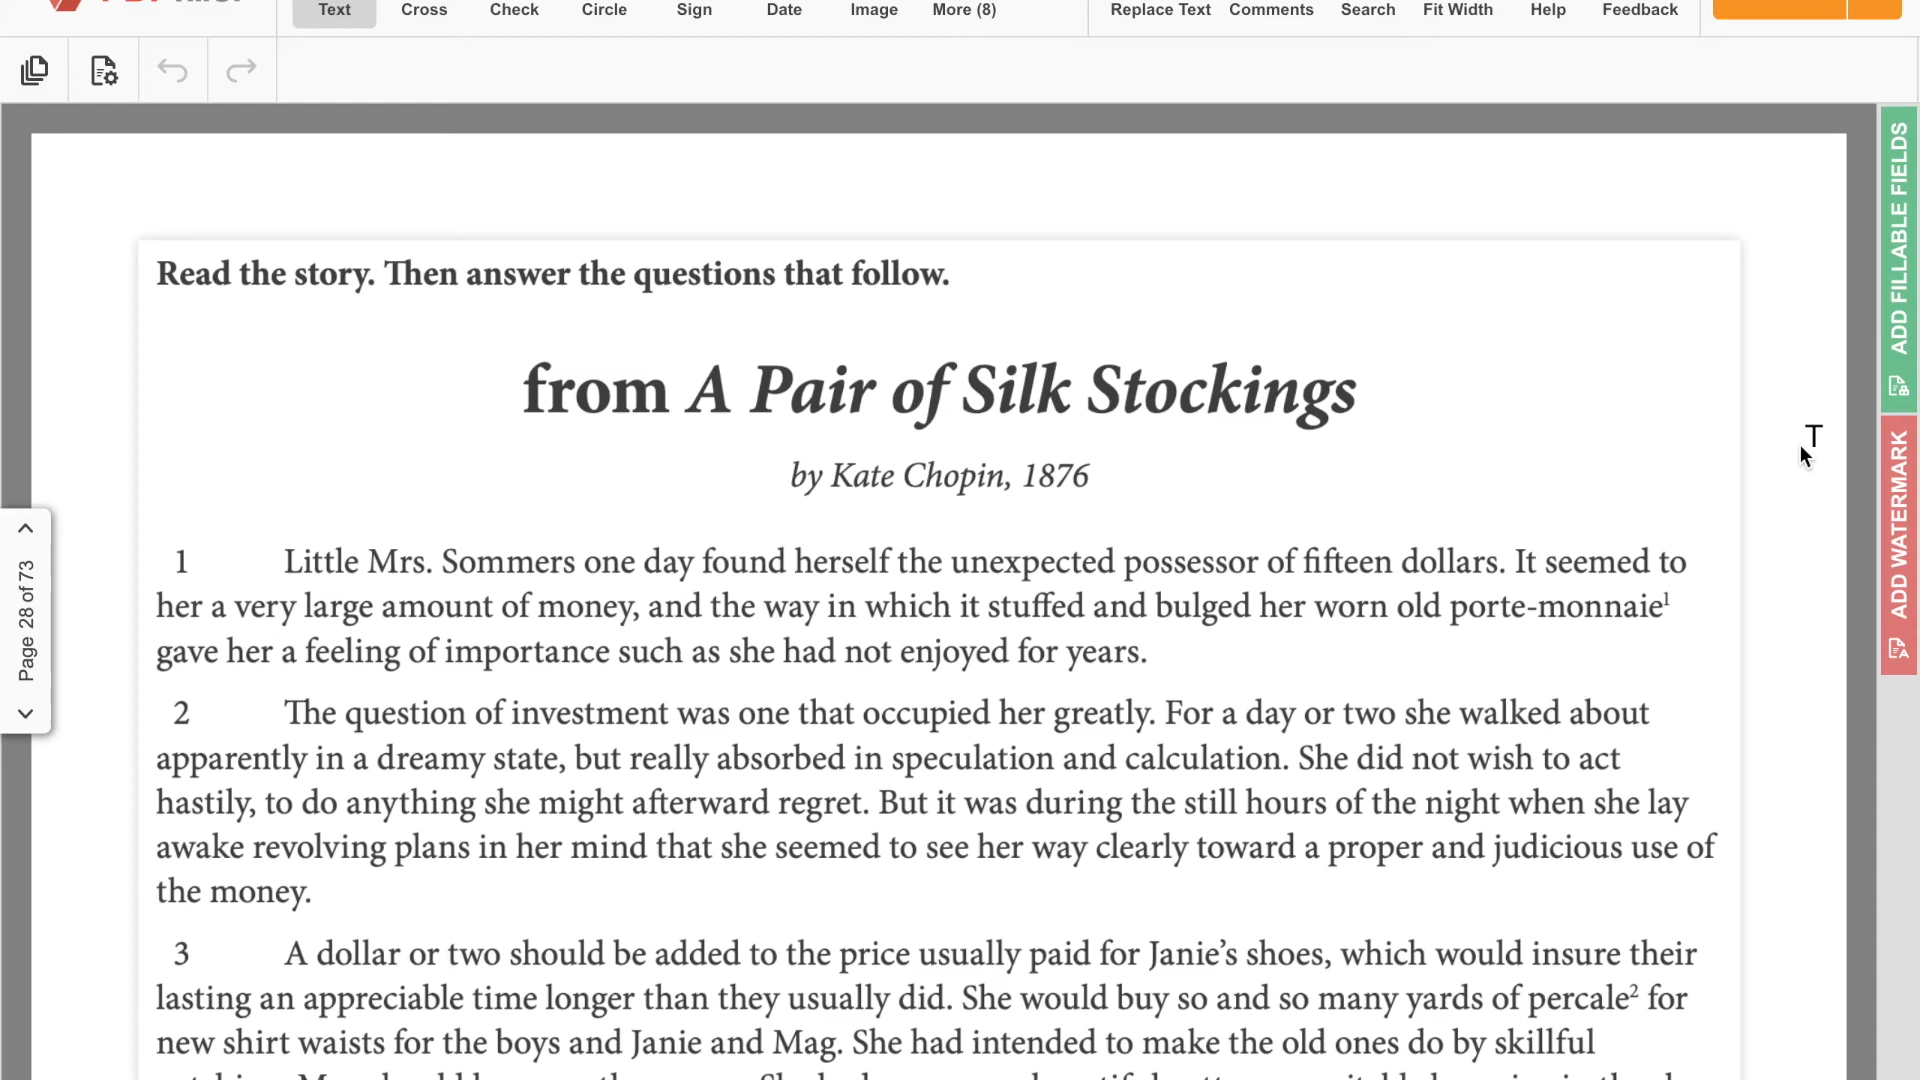 Text Cross Check Circle Sign Date Image More (8) Replace Text Comments Search Fit Width Help Feedback
ADD FILLABLE FIELDS
ADD WATERMARK
Page 28 of 73
Read the story. Then answer the questions that follow.
from A Pair of Silk Stockings
by Kate Chopin, 1876
1 Little Mrs. Sommers one day found herself the unexpected possessor of fifteen dollars. It seemed to
her a very large amount of money, and the way in which it stuffed and bulged her worn old porte-monnaie1
gave her a feeling of importance such as she had not enjoyed for years.
2 The question of investment was one that occupied her greatly. For a day or two she walked about
apparently in a dreamy state, but really absorbed in speculation and calculation. She did not wish to act
hastily, to do anything she might afterward regret. But it was during the still hours of the night when she lay
awake revolving plans in her mind that she seemed to see her way clearly toward a proper and judicious use of
the money.
3 A dollar or two should be added to the price usually paid for Janie’s shoes, which would insure their
lasting an appreciable time longer than they usually did. She would buy so and so many yards of percale2 for
new shirt waists for the boys and Janie and Mag. She had intended to make the old ones do by skillful